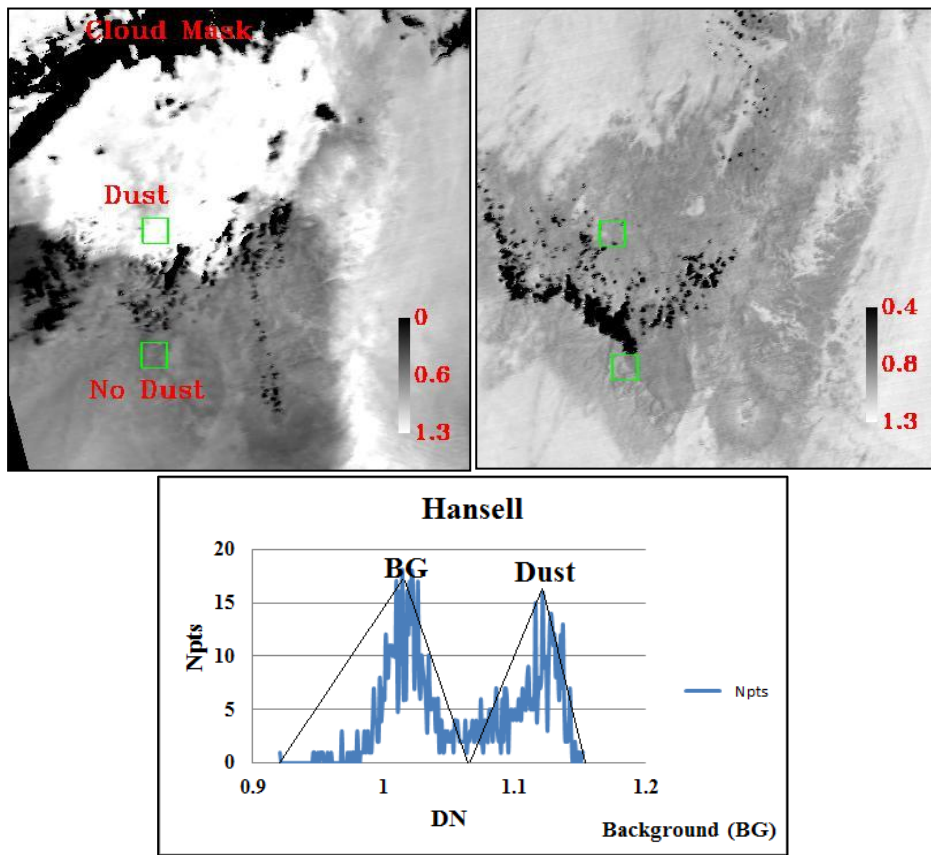 Cloud Mask
Dust
No Dust
0
0.6
1.3
0.4
0.8
1.3
Hansell
20
15
10
5
0
Npts
BG
Dust
Npts
0.9
1
1.1
1.2
DN
Background (BG)